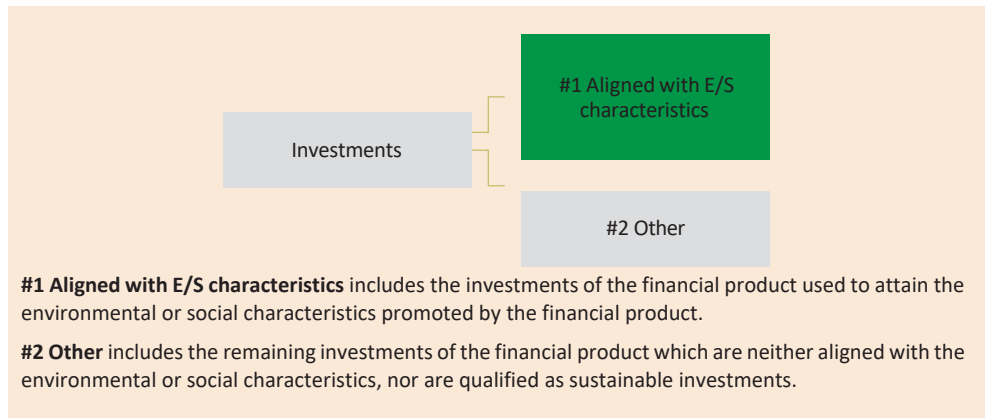 #1 Aligned with E/S
characteristics
Investments
#2 Other
#1 Aligned with E/S characteristics includes the investments of the financial product used to attain the
environmental or social characteristics promoted by the financial product.
#2 Other includes the remaining investments of the financial product which are neither aligned with the
environmental or social characteristics, nor are qualified as sustainable investments.